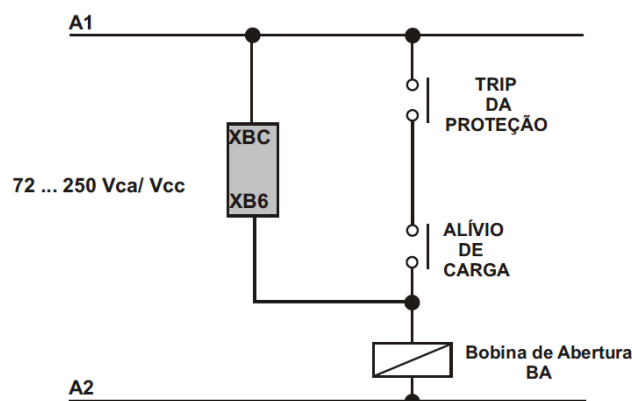 A1
TRIP
DA
PROTEÇÃO
XBC
72 ... 250 Vca/ Vcc
XB6
ALÍVIO
DE
CARGA
Bobina de Abertura
BA
A2